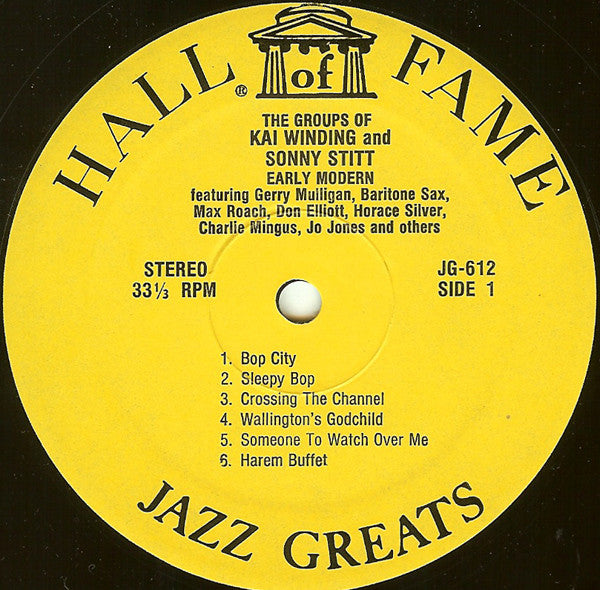 HALL of FAME
®
THE GROUPS OF
KAI WINDING and
SONNY STITT
EARLY MODERN
featuring Gerry Mulligan, Baritone Sax,
Max Roach, Don Elliott, Horace Silver,
Charlie Mingus, Jo Jones and others
STEREO
33⅓ RPM
JG-612
SIDE 1
1. Bop City
2. Sleepy Bop
3. Crossing The Channel
4. Wallington's Godchild
5. Someone To Watch Over Me
6. Harem Buffet
JAZZ GREATS